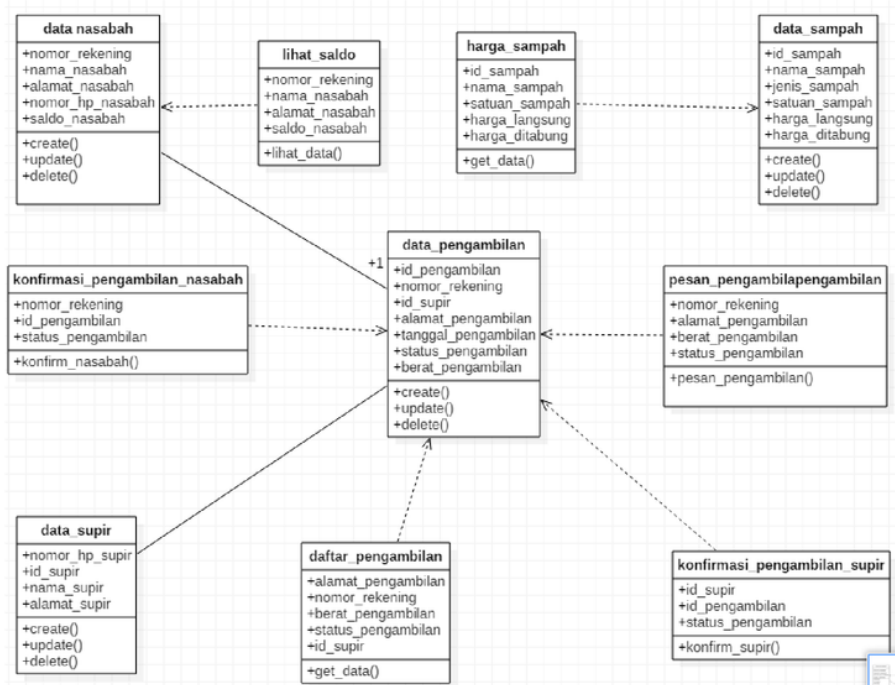 data nasabah
+nomor_rekening
+nama_nasabah
+alamat_nasabah
+nomor_hp_nasabah
+saldo_nasabah
+create()
+update()
+delete()
lihat_saldo
+nomor_rekening
+nama_nasabah
+alamat_nasabah
+saldo_nasabah
+lihat_data()
harga_sampah
+id_sampah
+nama_sampah
+satuan_sampah
+harga_langsung
+harga_ditabung
+get_data()
data_sampah
+id_sampah
+nama_sampah
+jenis_sampah
+satuan_sampah
+harga_langsung
+harga_ditabung
+create()
+update()
+delete()
+1
data_pengambilan
+id_pengambilan
+nomor_rekening
+id_supir
+alamat_pengambilan
+tanggal_pengambilan
+status_pengambilan
+berat_pengambilan
+create()
+update()
+delete()
konfirmasi_pengambilan_nasabah
+nomor_rekening
+id_pengambilan
+status_pengambilan
+konfirm_nasabah()
pesan_pengambilapengambilan
+nomor_rekening
+alamat_pengambilan
+berat_pengambilan
+status_pengambilan
+pesan_pengambilan()
data_supir
+nomor_hp_supir
+id_supir
+nama_supir
+alamat_supir
+create()
+update()
+delete()
daftar_pengambilan
+alamat_pengambilan
+nomor_rekening
+berat_pengambilan
+status_pengambilan
+id_supir
+get_data()
konfirmasi_pengambilan_supir
+id_supir
+id_pengambilan
+status_pengambilan
+konfirm_supir()